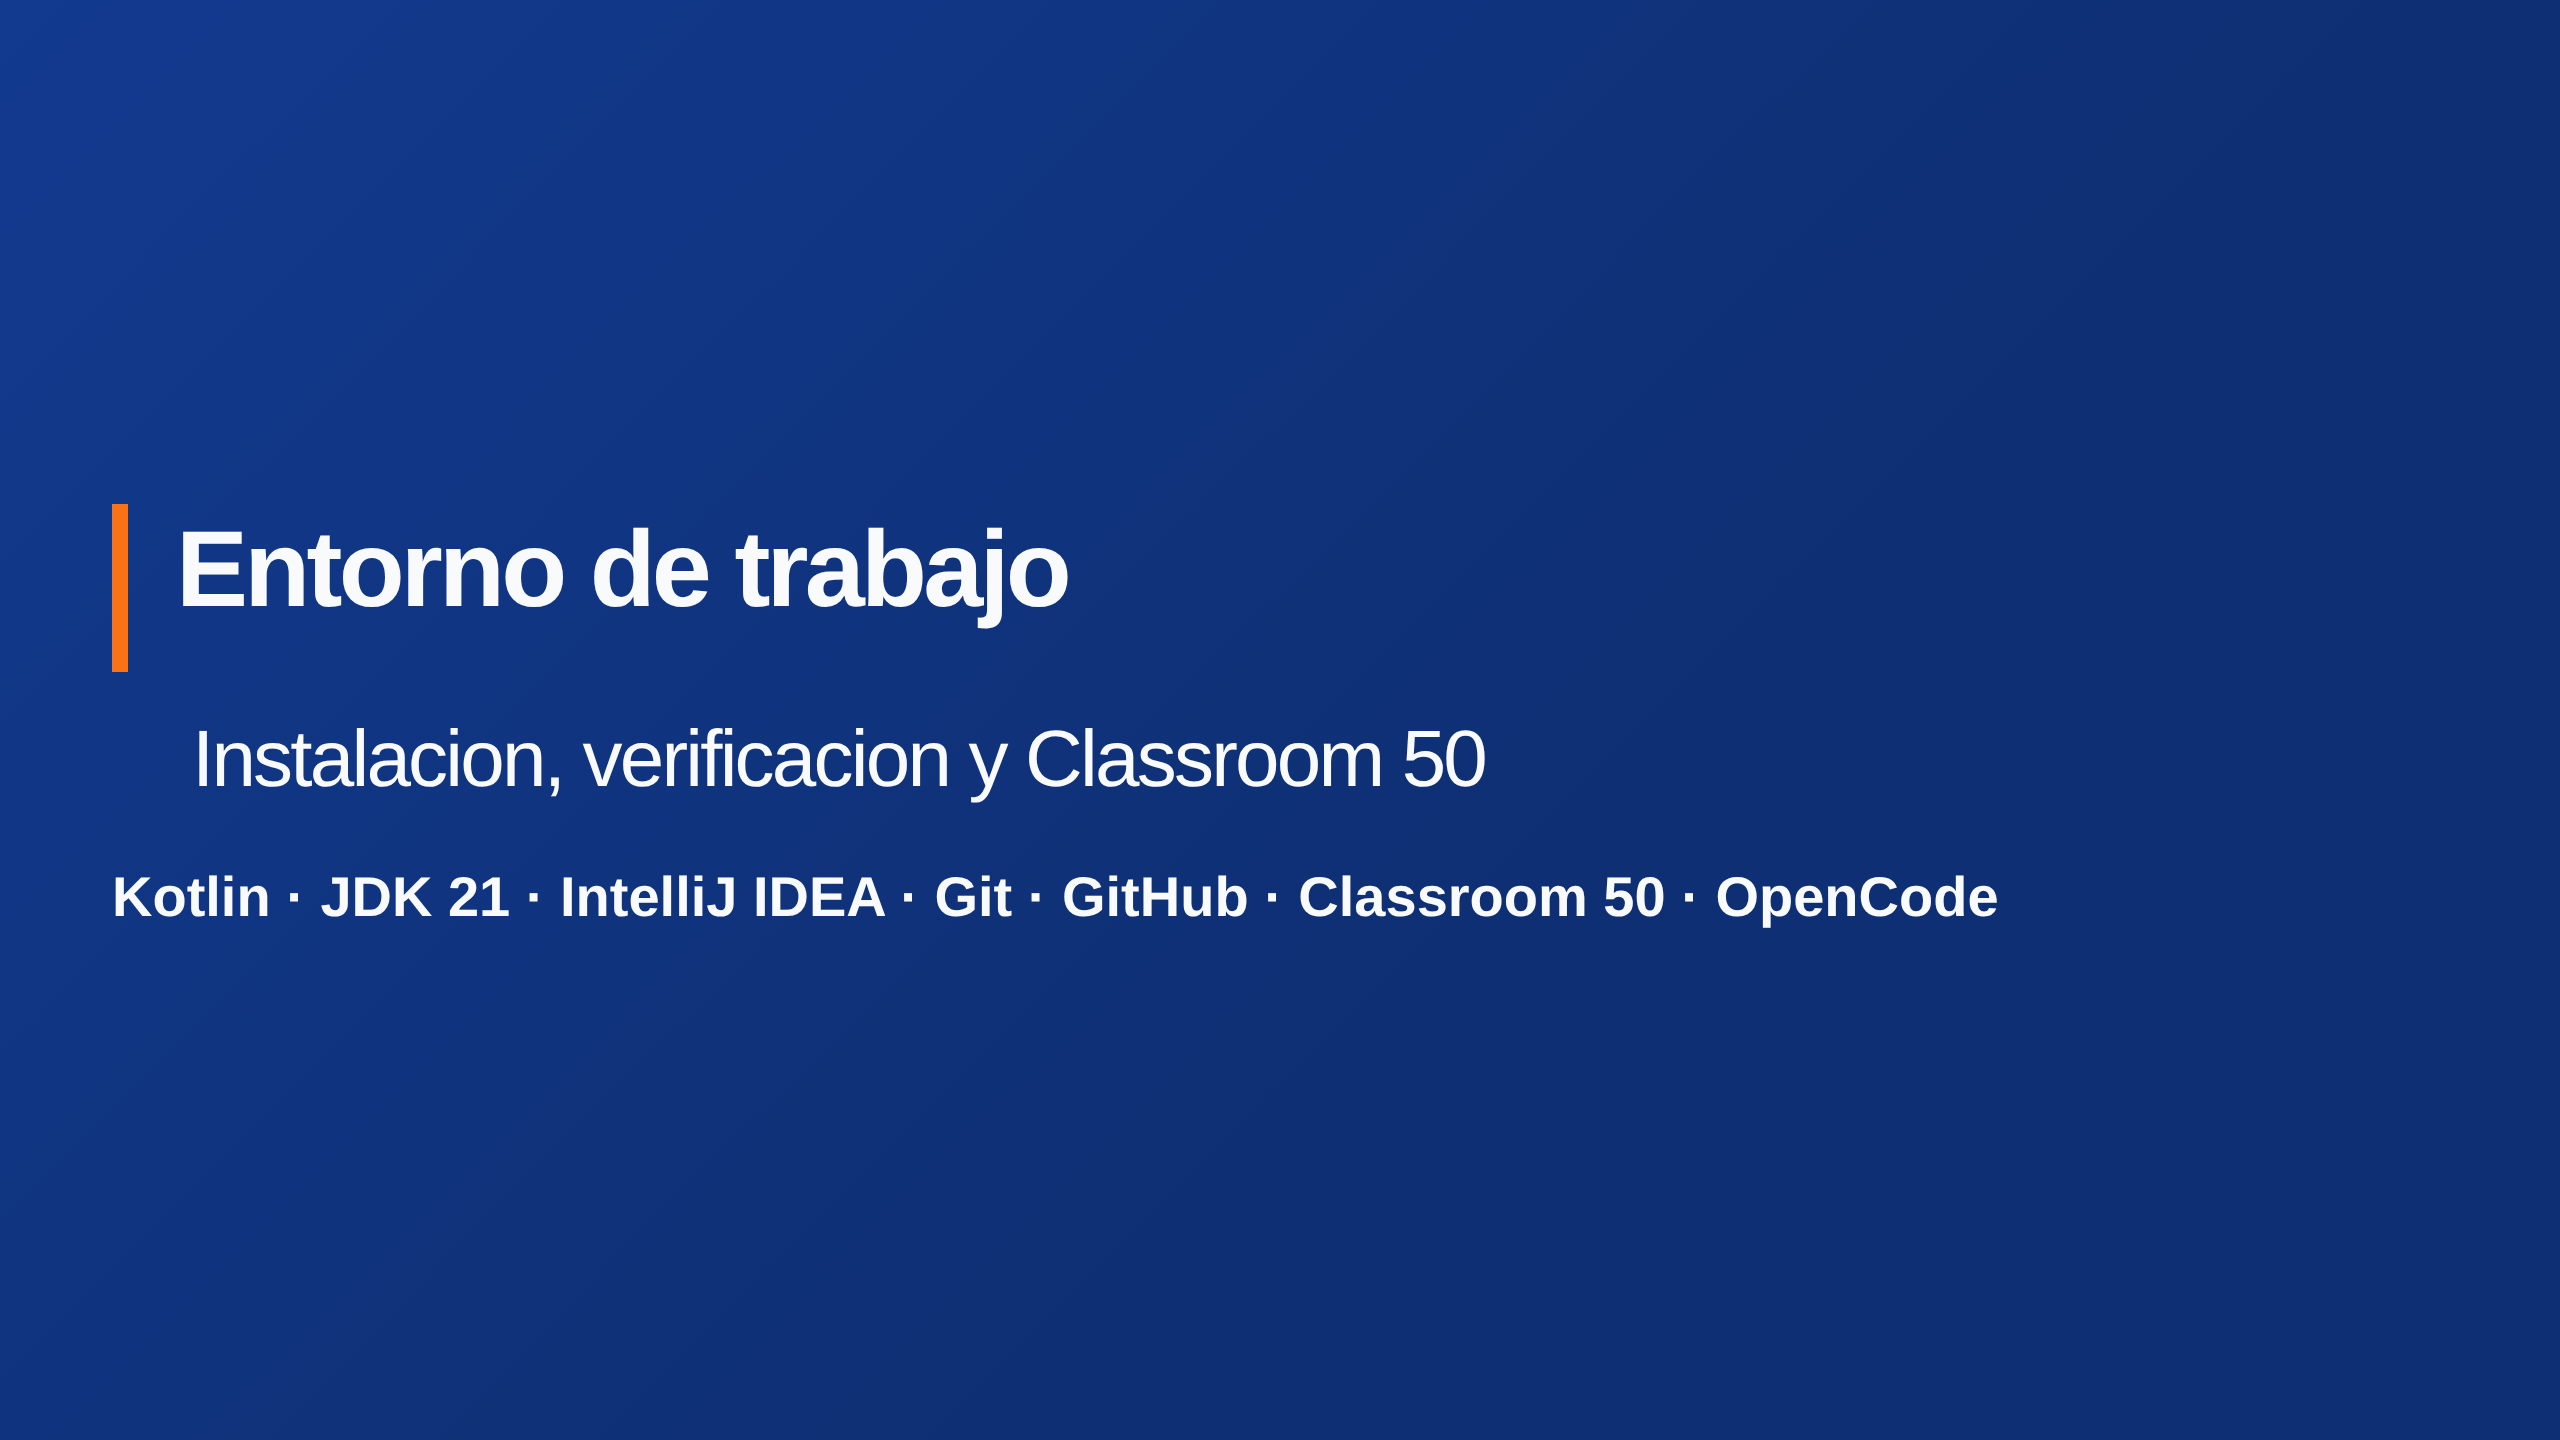 Entorno de trabajo
Instalacion, verificacion y Classroom 50
Kotlin · JDK 21 · IntelliJ IDEA · Git · GitHub · Classroom 50 · OpenCode